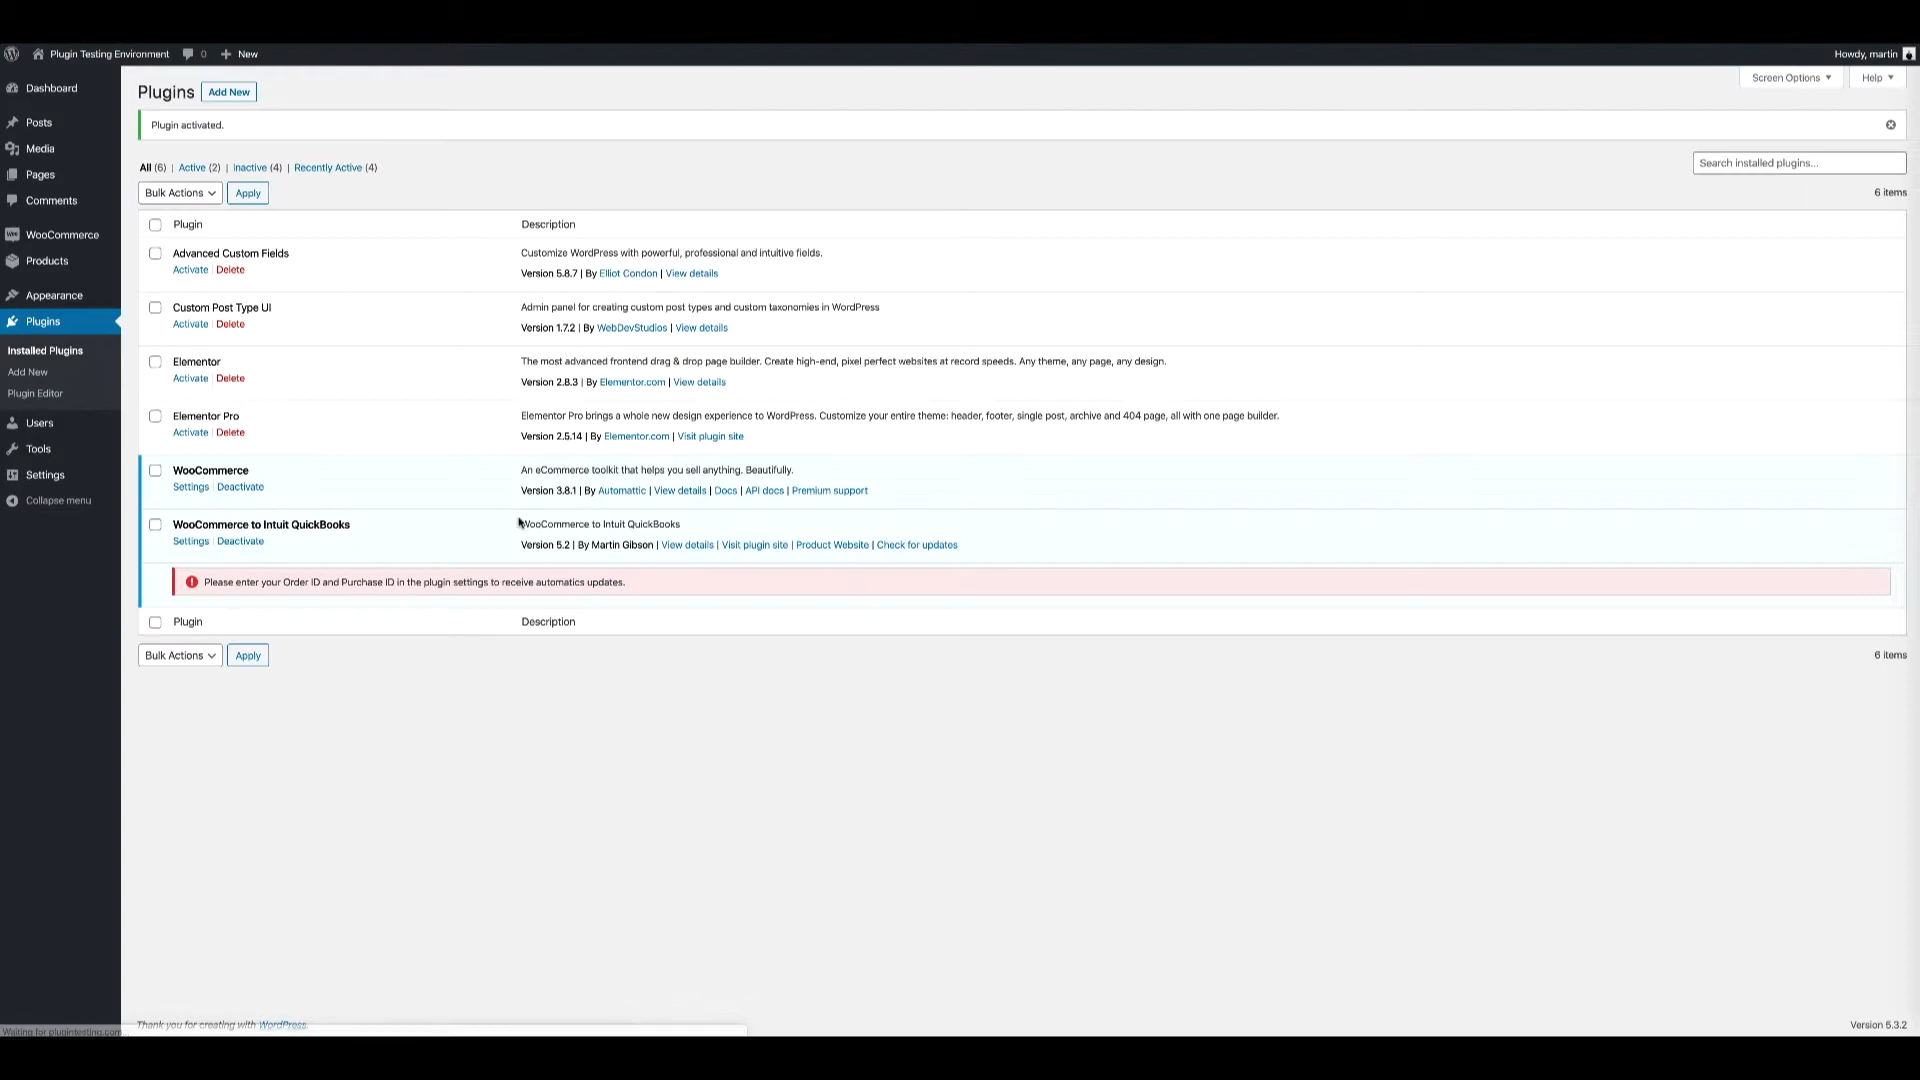 Plugin Testing Environment 0 + New Howdy, martin
Dashboard
Posts
Media
Pages
Comments
WooCommerce
Products
Appearance
Plugins
Installed Plugins
Add New
Plugin Editor
Users
Tools
Settings
Collapse menu
Screen Options ▼ Help ▼
Plugins Add New
Plugin activated.
All (6) | Active (2) | Inactive (4) | Recently Active (4)
Search installed plugins...
Bulk Actions Apply
6 items
Plugin Description
Advanced Custom Fields Customize WordPress with powerful, professional and intuitive fields.
Activate | Delete Version 5.8.7 | By Elliot Condon | View details
Custom Post Type UI Admin panel for creating custom post types and custom taxonomies in WordPress
Activate | Delete Version 1.7.2 | By WebDevStudios | View details
Elementor The most advanced frontend drag & drop page builder. Create high-end, pixel perfect websites at record speeds. Any theme, any page, any design.
Activate | Delete Version 2.8.3 | By Elementor.com | View details
Elementor Pro Elementor Pro brings a whole new design experience to WordPress. Customize your entire theme: header, footer, single post, archive and 404 page, all with one page builder.
Activate | Delete Version 2.5.14 | By Elementor.com | Visit plugin site
WooCommerce An eCommerce toolkit that helps you sell anything. Beautifully.
Settings | Deactivate Version 3.8.1 | By Automattic | View details | Docs | API docs | Premium support
WooCommerce to Intuit QuickBooks WooCommerce to Intuit QuickBooks
Settings | Deactivate Version 5.2 | By Martin Gibson | View details | Visit plugin site | Product Website | Check for updates
Please enter your Order ID and Purchase ID in the plugin settings to receive automatics updates.
Plugin Description
Bulk Actions Apply
6 items
Thank you for creating with WordPress.
Version 5.3.2
Waiting for plugintesting.com...